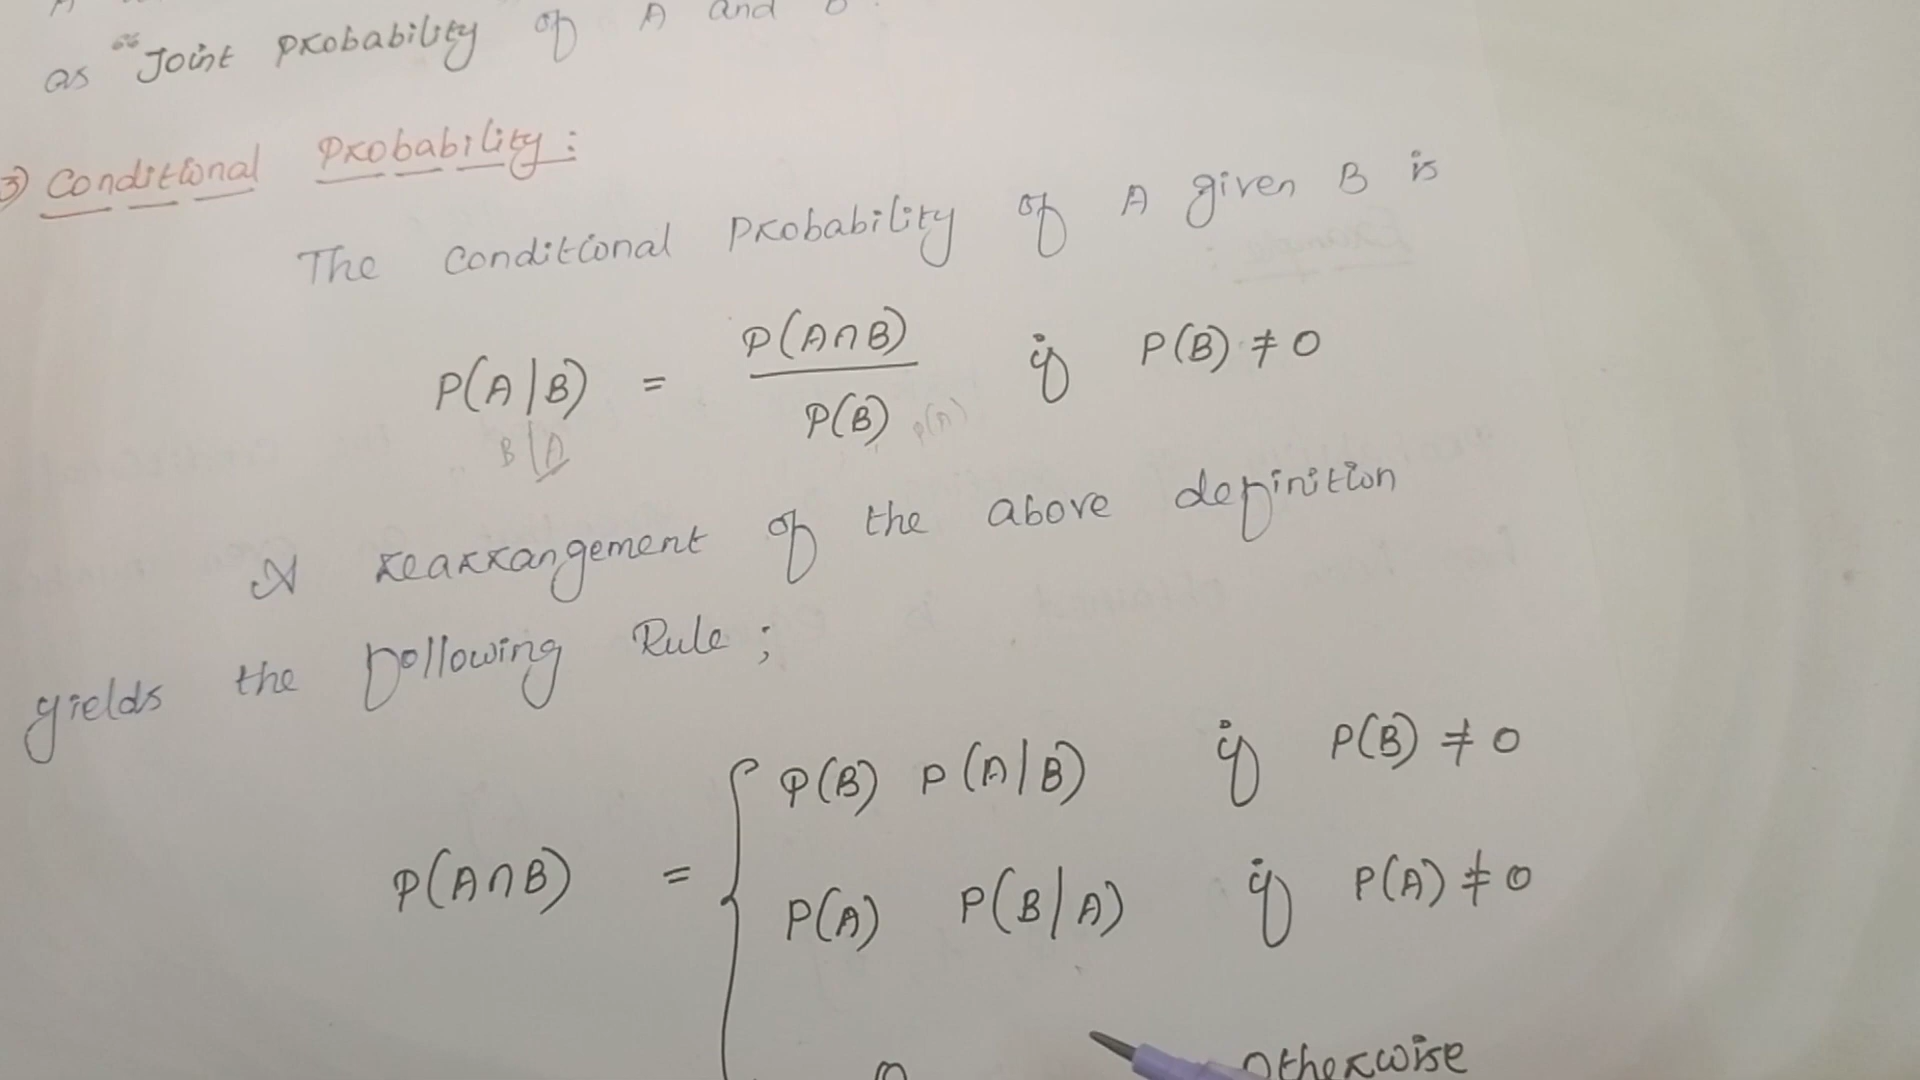 as "Joint probability of A and
3) Conditional Probability:
The Conditional Probability of A given B is
P(A|B) = P(A∩B) / P(B) if P(B) ≠ 0
B|A P(A)
A rearrangement of the above definition
yields the following Rule;
P(A∩B) = { P(B) P(A|B) if P(B) ≠ 0
P(A) P(B|A) if P(A) ≠ 0
otherwise